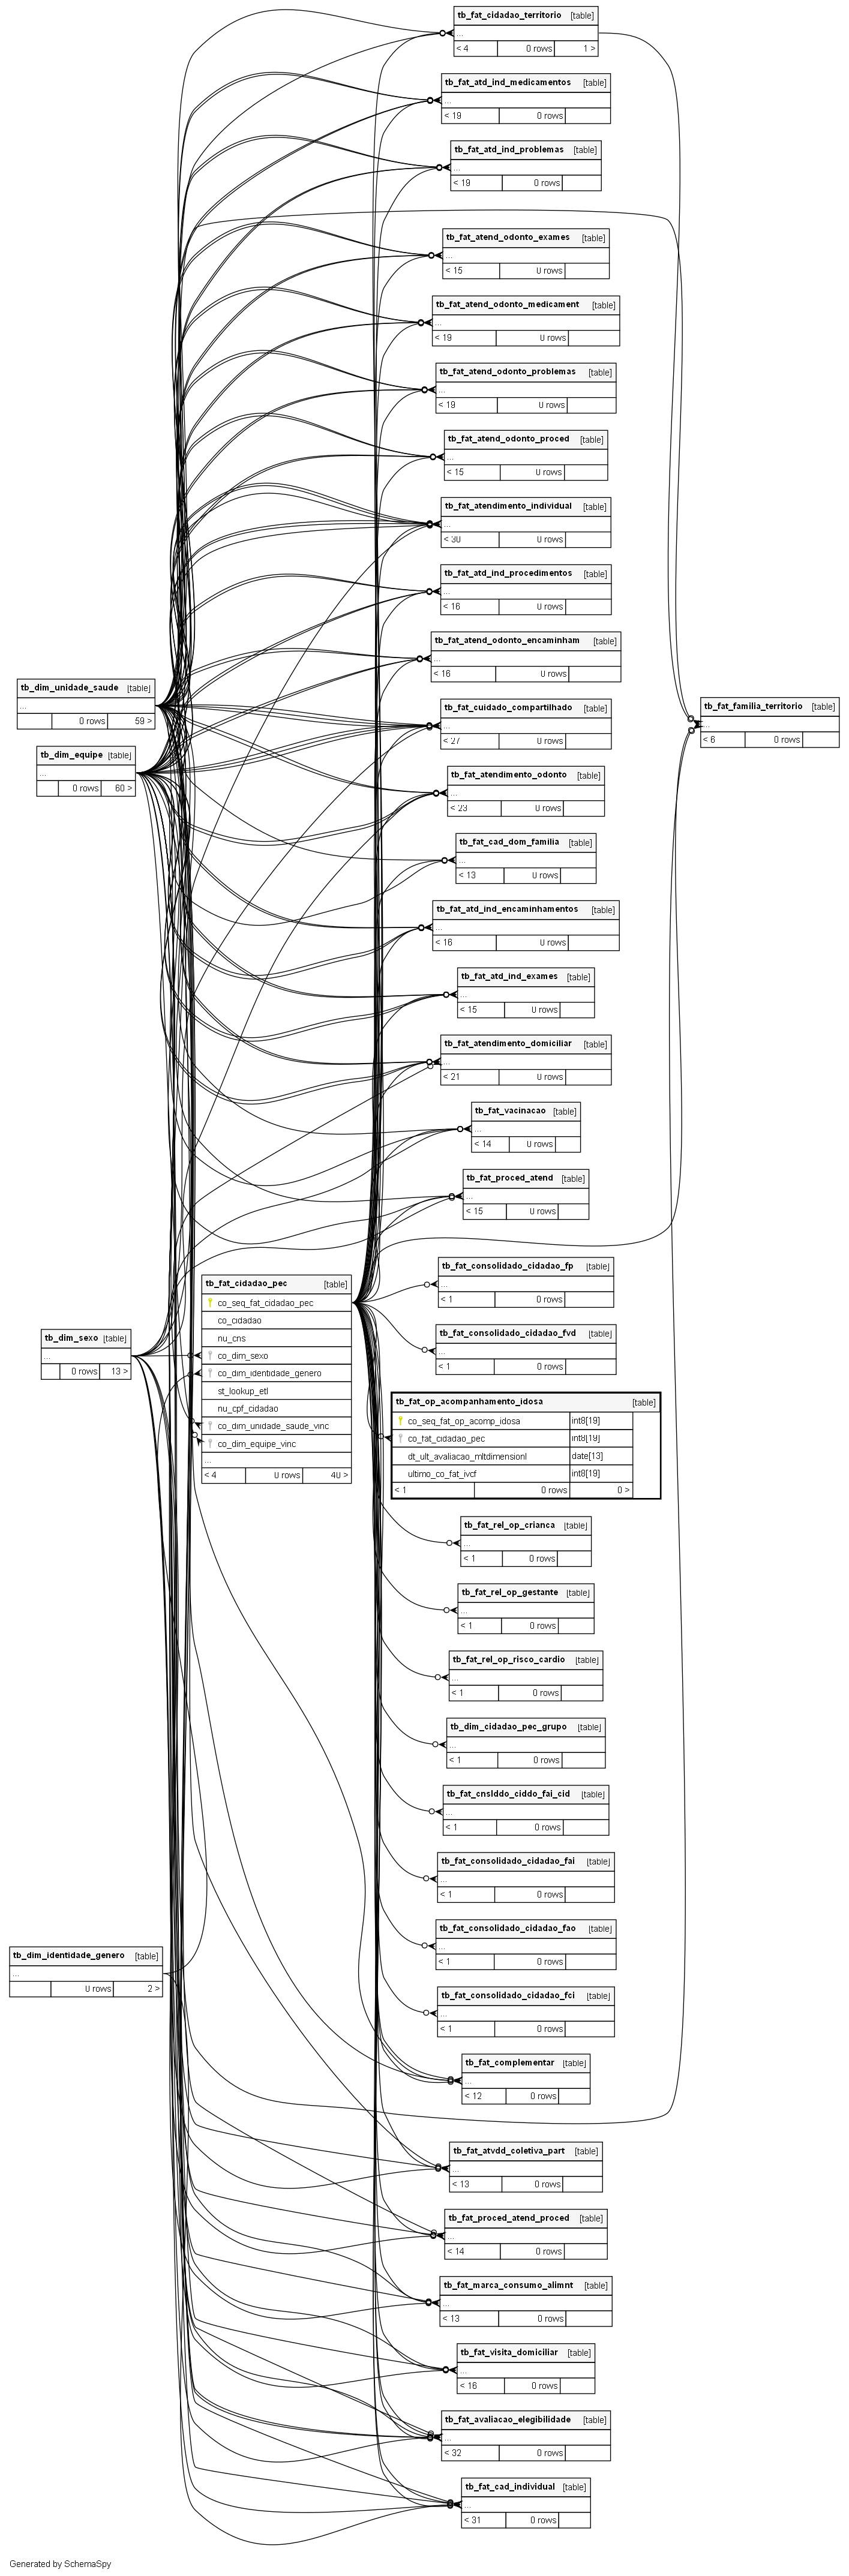 tb_fat_cidadao_territorio [table]
...
< 4 0 rows 1 >
tb_fat_atd_ind_medicamentos [table]
...
< 19 0 rows
tb_fat_atd_ind_problemas [table]
...
< 19 0 rows
tb_fat_atend_odonto_exames [table]
...
< 15 0 rows
tb_fat_atend_odonto_medicament [table]
...
< 19 0 rows
tb_fat_atend_odonto_problemas [table]
...
< 19 0 rows
tb_fat_atend_odonto_proced [table]
...
< 15 0 rows
tb_fat_atendimento_individual [table]
...
< 30 0 rows
tb_fat_atd_ind_procedimentos [table]
...
< 16 0 rows
tb_fat_atend_odonto_encaminham [table]
...
< 16 0 rows
tb_dim_unidade_saude [table]
...
0 rows 59 >
tb_fat_cuidado_compartilhado [table]
...
< 27 0 rows
tb_fat_familia_territorio [table]
...
< 6 0 rows
tb_dim_equipe [table]
...
0 rows 60 >
tb_fat_atendimento_odonto [table]
...
< 23 0 rows
tb_fat_cad_dom_familia [table]
...
< 13 0 rows
tb_fat_atd_ind_encaminhamentos [table]
...
< 16 0 rows
tb_fat_atd_ind_exames [table]
...
< 15 0 rows
tb_fat_atendimento_domiciliar [table]
...
< 21 0 rows
tb_fat_vacinacao [table]
...
< 14 0 rows
tb_fat_proced_atend [table]
...
< 15 0 rows
tb_fat_consolidado_cidadao_fp [table]
...
< 1 0 rows
tb_fat_cidadao_pec [table]
co_seq_fat_cidadao_pec
co_cidadao
nu_cns
co_dim_sexo
co_dim_identidade_genero
st_lookup_etl
nu_cpf_cidadao
co_dim_unidade_saude_vinc
co_dim_equipe_vinc
...
< 4 0 rows 40 >
tb_dim_sexo [table]
...
0 rows 13 >
tb_fat_consolidado_cidadao_fvd [table]
...
< 1 0 rows
tb_fat_op_acompanhamento_idosa [table]
co_seq_fat_op_acomp_idosa int8[19]
co_fat_cidadao_pec int8[19]
dt_ult_avaliacao_mltdimensionl date[13]
ultimo_co_fat_ivcf int8[19]
< 1 0 rows 0 >
tb_fat_rel_op_crianca [table]
...
< 1 0 rows
tb_fat_rel_op_gestante [table]
...
< 1 0 rows
tb_fat_rel_op_risco_cardio [table]
...
< 1 0 rows
tb_dim_cidadao_pec_grupo [table]
...
< 1 0 rows
tb_fat_cnslddo_ciddo_fai_cid [table]
...
< 1 0 rows
tb_fat_consolidado_cidadao_fai [table]
...
< 1 0 rows
tb_fat_consolidado_cidadao_fao [table]
...
< 1 0 rows
tb_dim_identidade_genero [table]
...
0 rows 2 >
tb_fat_consolidado_cidadao_fci [table]
...
< 1 0 rows
tb_fat_complementar [table]
...
< 12 0 rows
tb_fat_atvdd_coletiva_part [table]
...
< 13 0 rows
tb_fat_proced_atend_proced [table]
...
< 14 0 rows
tb_fat_marca_consumo_alimnt [table]
...
< 13 0 rows
tb_fat_visita_domiciliar [table]
...
< 16 0 rows
tb_fat_avaliacao_elegibilidade [table]
...
< 32 0 rows
tb_fat_cad_individual [table]
...
< 31 0 rows
Generated by SchemaSpy